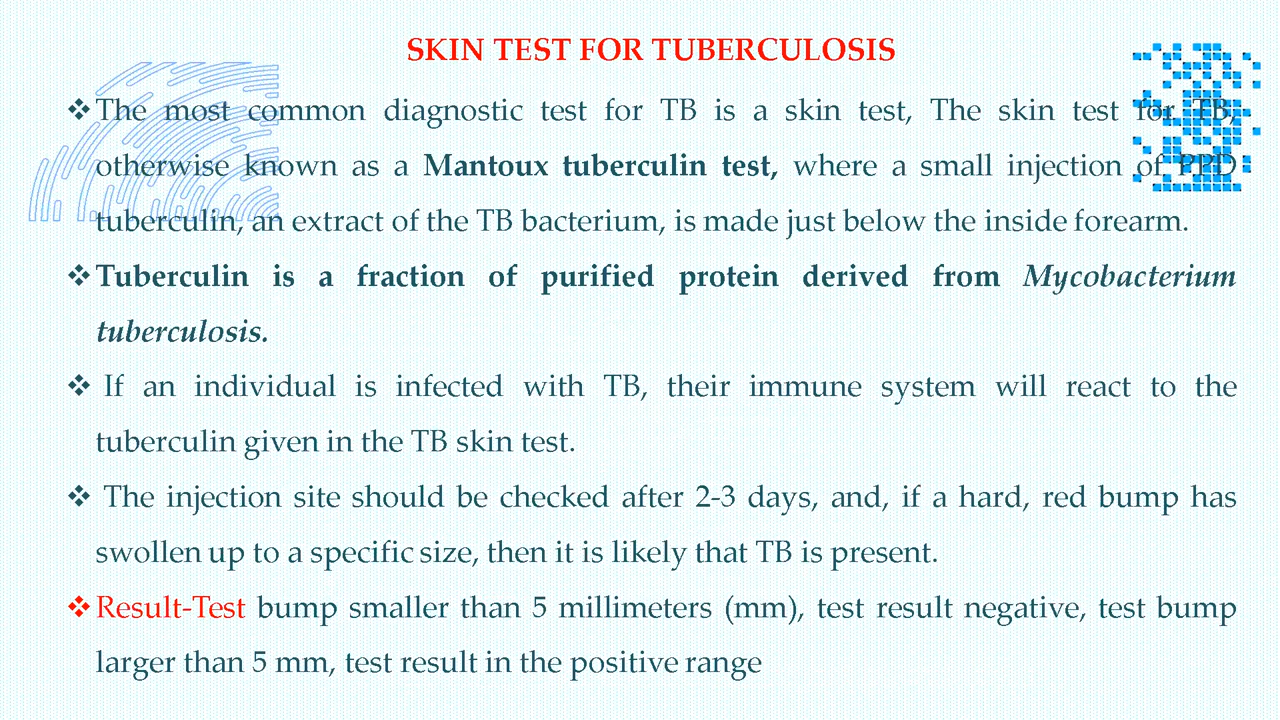 SKIN TEST FOR TUBERCULOSIS
❖The most common diagnostic test for TB is a skin test, The skin test for TB,
otherwise known as a Mantoux tuberculin test, where a small injection of PPD
tuberculin, an extract of the TB bacterium, is made just below the inside forearm.
❖Tuberculin is a fraction of purified protein derived from Mycobacterium
tuberculosis.
❖ If an individual is infected with TB, their immune system will react to the
tuberculin given in the TB skin test.
❖ The injection site should be checked after 2-3 days, and, if a hard, red bump has
swollen up to a specific size, then it is likely that TB is present.
❖Result-Test bump smaller than 5 millimeters (mm), test result negative, test bump
larger than 5 mm, test result in the positive range